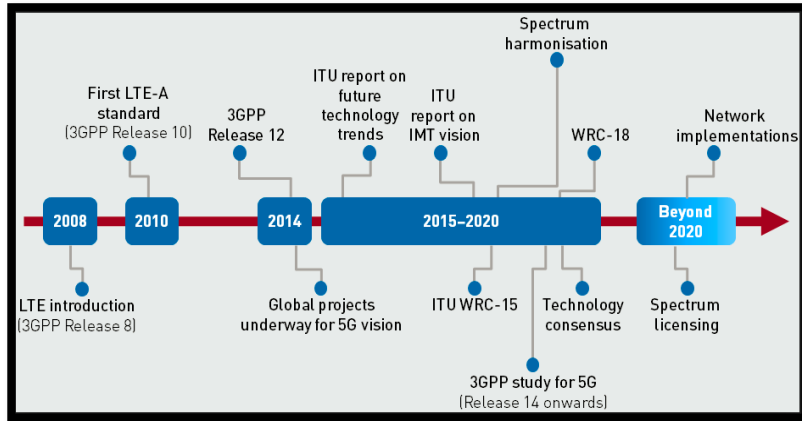 Spectrum
harmonisation
First LTE-A
standard
(3GPP Release 10)
3GPP
Release 12
ITU report on
future
technology
trends
ITU
report on
IMT vision
WRC-18
Network
implementations
2008
2010
2014
2015–2020
Beyond
2020
LTE introduction
(3GPP Release 8)
Global projects
underway for 5G vision
ITU WRC-15
Technology
consensus
Spectrum
licensing
3GPP study for 5G
(Release 14 onwards)